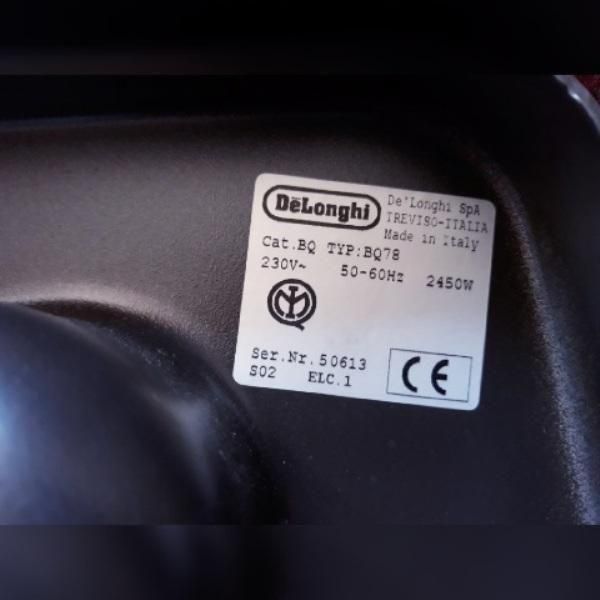 DeLonghi
De'Longhi SpA
TREVISO-ITALIA
Made in Italy
Cat.BQ TYP:BQ78
230V~ 50-60Hz 2450W
Ser.Nr.50613
S02 ELC.1
CE